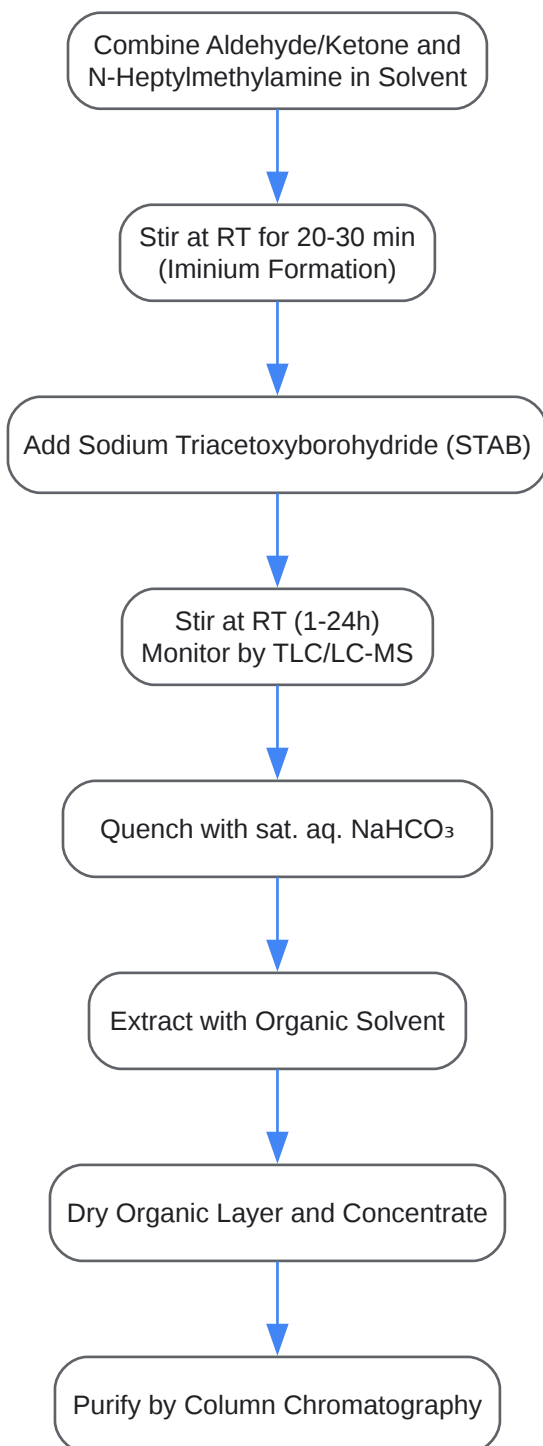 Combine Aldehyde/Ketone and
N-Heptylmethylamine in Solvent
Stir at RT for 20-30 min
(Iminium Formation)
Add Sodium Triacetoxyborohydride (STAB)
Stir at RT (1-24h)
Monitor by TLC/LC-MS
Quench with sat. aq. NaHCO₃
Extract with Organic Solvent
Dry Organic Layer and Concentrate
Purify by Column Chromatography